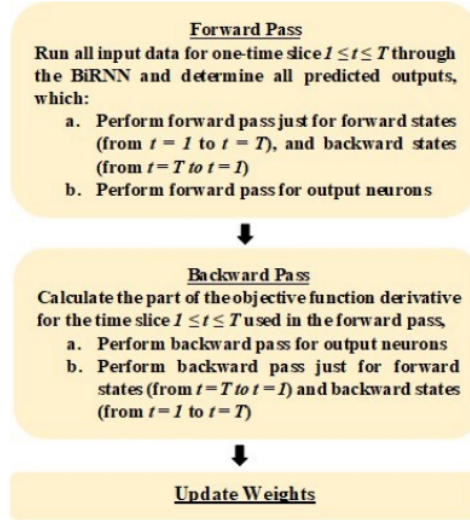 Forward Pass
Run all input data for one-time slice 1 ≤t≤ T through
the BiRNN and determine all predicted outputs,
which:
a. Perform forward pass just for forward states
(from t = 1 to t = T), and backward states
(from t=T to t=1)
b. Perform forward pass for output neurons
Backward Pass
Calculate the part of the objective function derivative
for the time slice 1 ≤t≤ T used in the forward pass,
a. Perform backward pass for output neurons
b. Perform backward pass just for forward
states (from t=T to t=1) and backward states
(from t=1 to t=T)
Update Weights